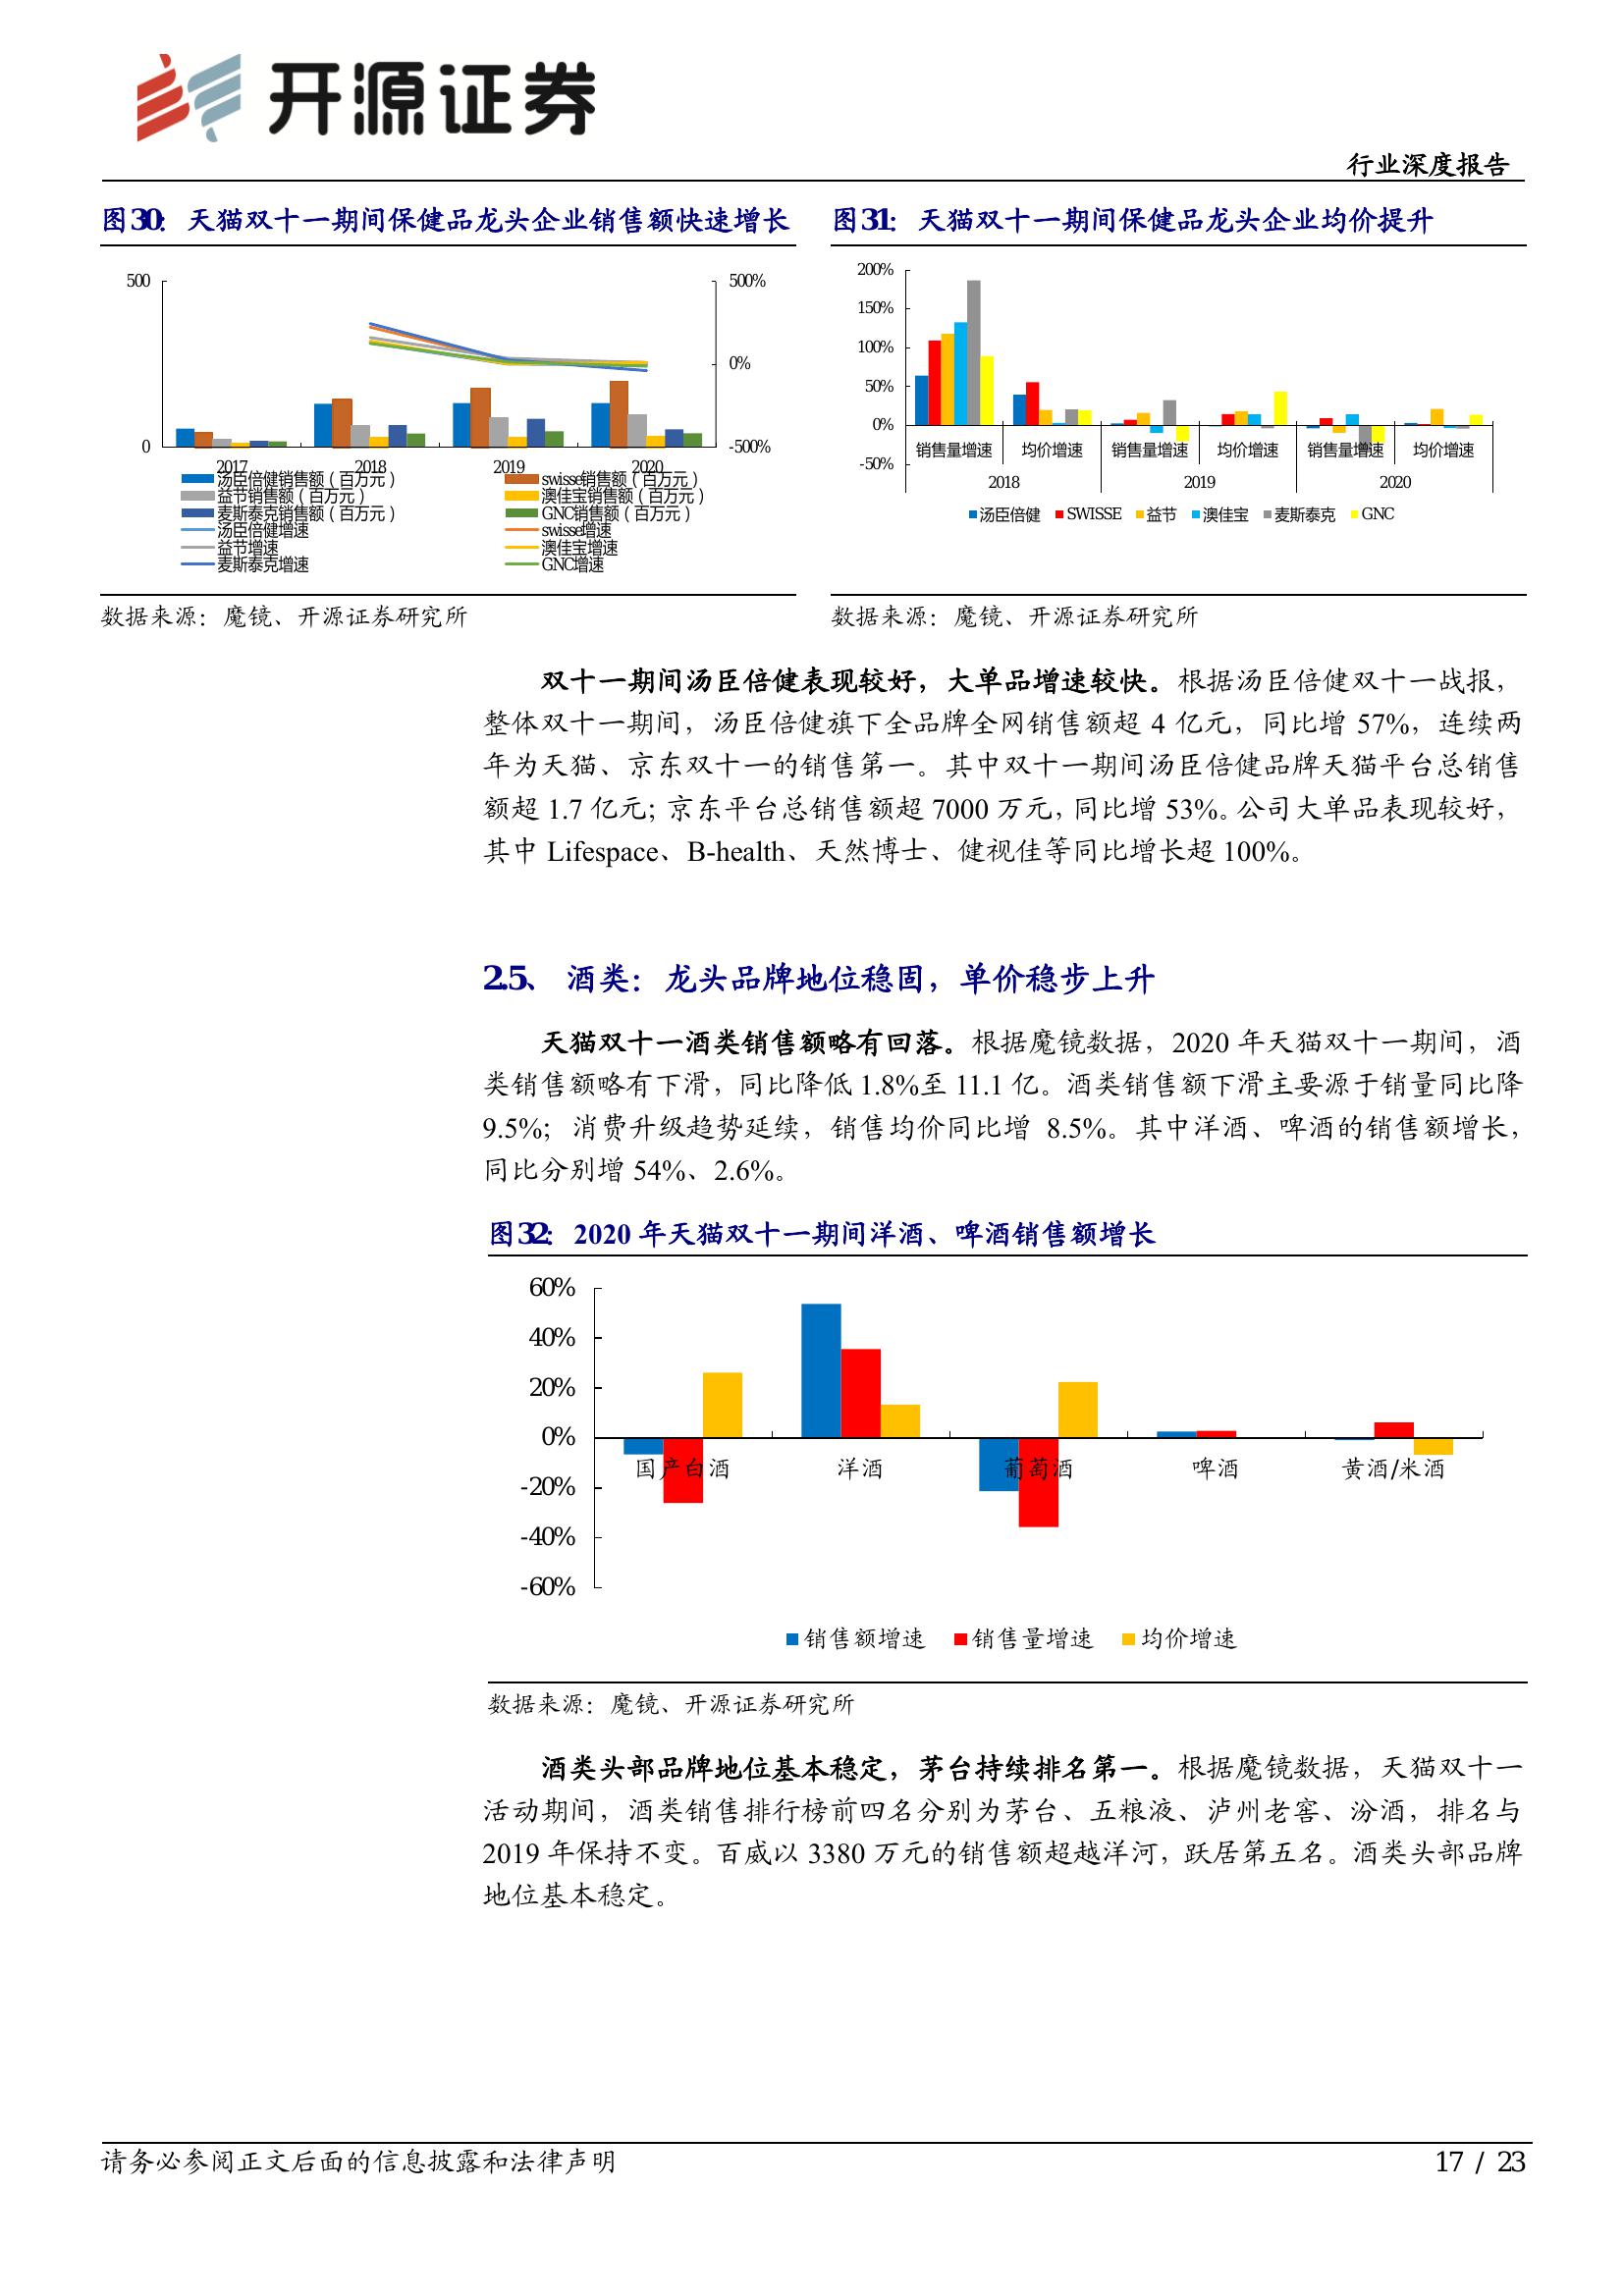 开源证券
行业深度报告
图30： 天猫双十一期间保健品龙头企业销售额快速增长
500
0
500%
0%
-500%
2017 2018 2019 2020
汤臣倍健销售额（百万元） swisse销售额（百万元）
益节销售额（百万元） 澳佳宝销售额（百万元）
麦斯泰克销售额（百万元） GNC销售额（百万元）
汤臣倍健增速 swisse增速
益节增速 澳佳宝增速
麦斯泰克增速 GNC增速
数据来源：魔镜、开源证券研究所
图31： 天猫双十一期间保健品龙头企业均价提升
200%
150%
100%
50%
0%
-50%
销售量增速 均价增速 销售量增速 均价增速 销售量增速 均价增速
2018 2019 2020
汤臣倍健 SWISSE 益节 澳佳宝 麦斯泰克 GNC
数据来源：魔镜、开源证券研究所
双十一期间汤臣倍健表现较好，大单品增速较快。根据汤臣倍健双十一战报，
整体双十一期间，汤臣倍健旗下全品牌全网销售额超 4 亿元，同比增 57%，连续两
年为天猫、京东双十一的销售第一。其中双十一期间汤臣倍健品牌天猫平台总销售
额超 1.7 亿元；京东平台总销售额超 7000 万元，同比增 53%。公司大单品表现较好，
其中 Lifespace、B-health、天然博士、健视佳等同比增长超 100%。
2.5、 酒类：龙头品牌地位稳固，单价稳步上升
天猫双十一酒类销售额略有回落。根据魔镜数据，2020 年天猫双十一期间，酒
类销售额略有下滑，同比降低 1.8%至 11.1 亿。酒类销售额下滑主要源于销量同比降
9.5%；消费升级趋势延续，销售均价同比增 8.5%。其中洋酒、啤酒的销售额增长，
同比分别增 54%、2.6%。
图32： 2020 年天猫双十一期间洋酒、啤酒销售额增长
60%
40%
20%
0%
-20%
-40%
-60%
国产白酒 洋酒 葡萄酒 啤酒 黄酒/米酒
销售额增速 销售量增速 均价增速
数据来源：魔镜、开源证券研究所
酒类头部品牌地位基本稳定，茅台持续排名第一。根据魔镜数据，天猫双十一
活动期间，酒类销售排行榜前四名分别为茅台、五粮液、泸州老窖、汾酒，排名与
2019 年保持不变。百威以 3380 万元的销售额超越洋河，跃居第五名。酒类头部品牌
地位基本稳定。
请务必参阅正文后面的信息披露和法律声明
17 / 23